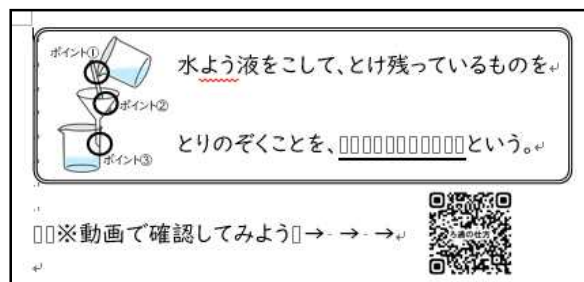 ポイント①
水よう液をこして、とけ残っているものを
ポイント②
とりのぞくことを、▯▯▯▯▯▯▯▯▯▯▯という。
ポイント③
▯▯※動画で確認してみよう▯→→→
ろ過の仕方